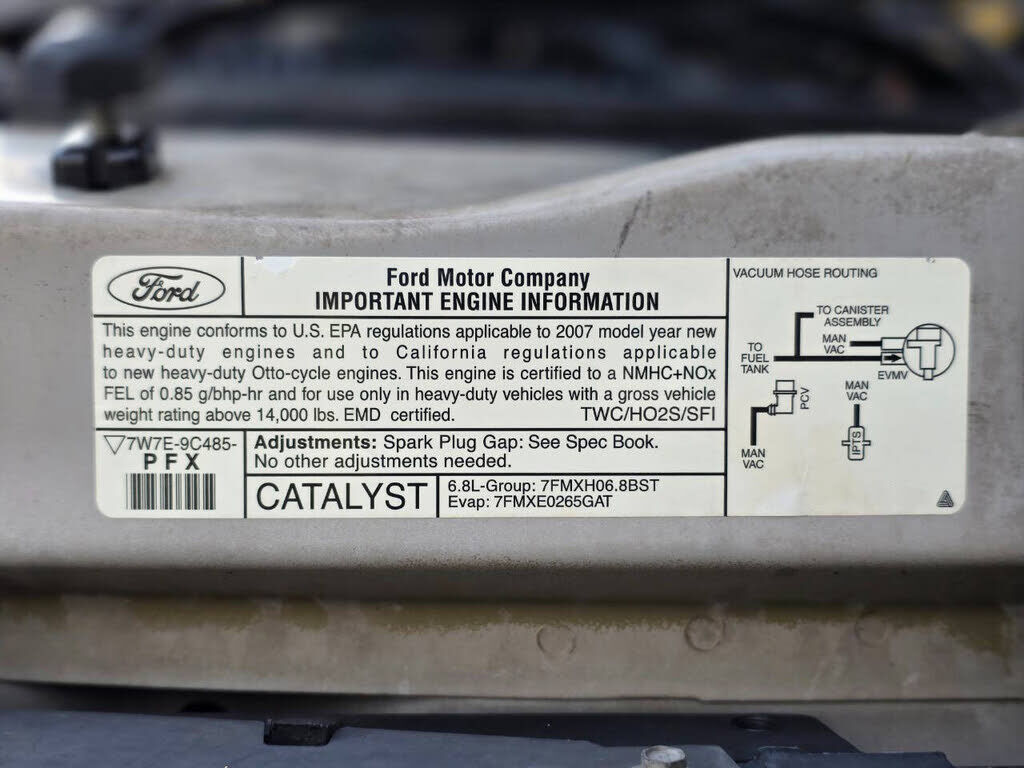 Ford
Ford Motor Company
IMPORTANT ENGINE INFORMATION
This engine conforms to U.S. EPA regulations applicable to 2007 model year new
heavy-duty engines and to California regulations applicable
to new heavy-duty Otto-cycle engines. This engine is certified to a NMHC+NOx
FEL of 0.85 g/bhp-hr and for use only in heavy-duty vehicles with a gross vehicle
weight rating above 14,000 lbs. EMD certified. TWC/HO2S/SFI
7W7E-9C485-
PFX
Adjustments: Spark Plug Gap: See Spec Book.
No other adjustments needed.
CATALYST
6.8L-Group: 7FMXH06.8BST
Evap: 7FMXE0265GAT
VACUUM HOSE ROUTING
TO CANISTER
ASSEMBLY
MAN
VAC
TO
FUEL
TANK
EVMV
PCV
MAN
VAC
MAN
VAC
FPTS